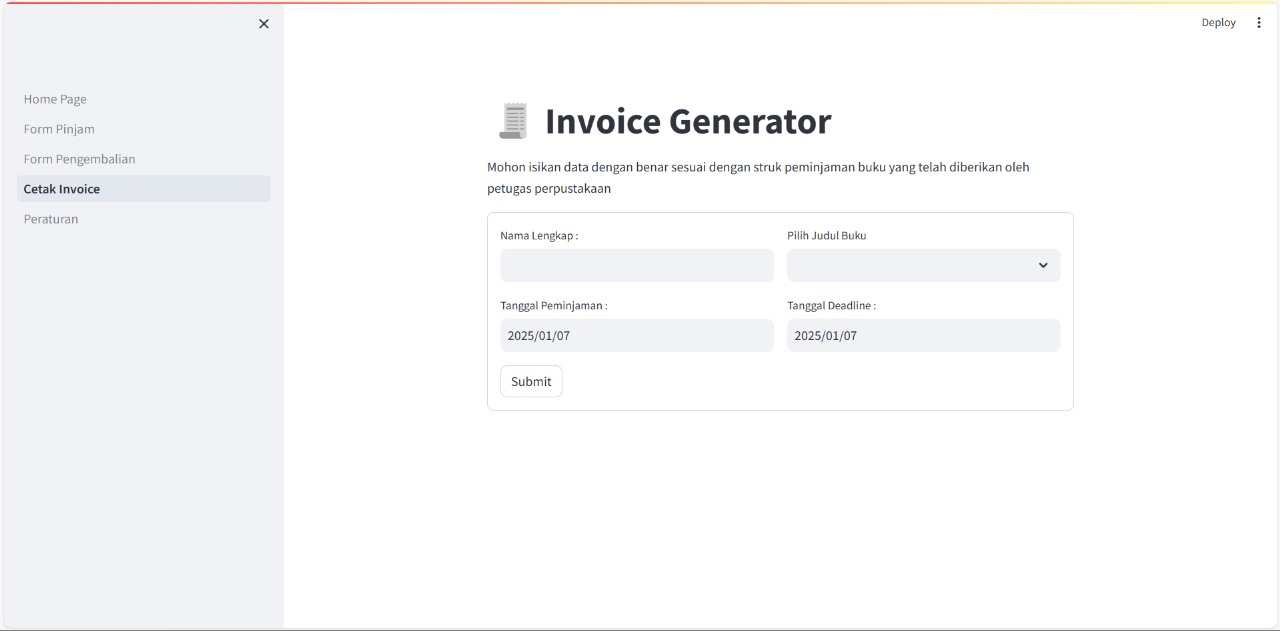 Deploy
Home Page
Form Pinjam
Form Pengembalian
Cetak Invoice
Peraturan
Invoice Generator
Mohon isikan data dengan benar sesuai dengan struk peminjaman buku yang telah diberikan oleh
petugas perpustakaan
Nama Lengkap :
Pilih Judul Buku
Tanggal Peminjaman :
Tanggal Deadline :
2025/01/07
2025/01/07
Submit